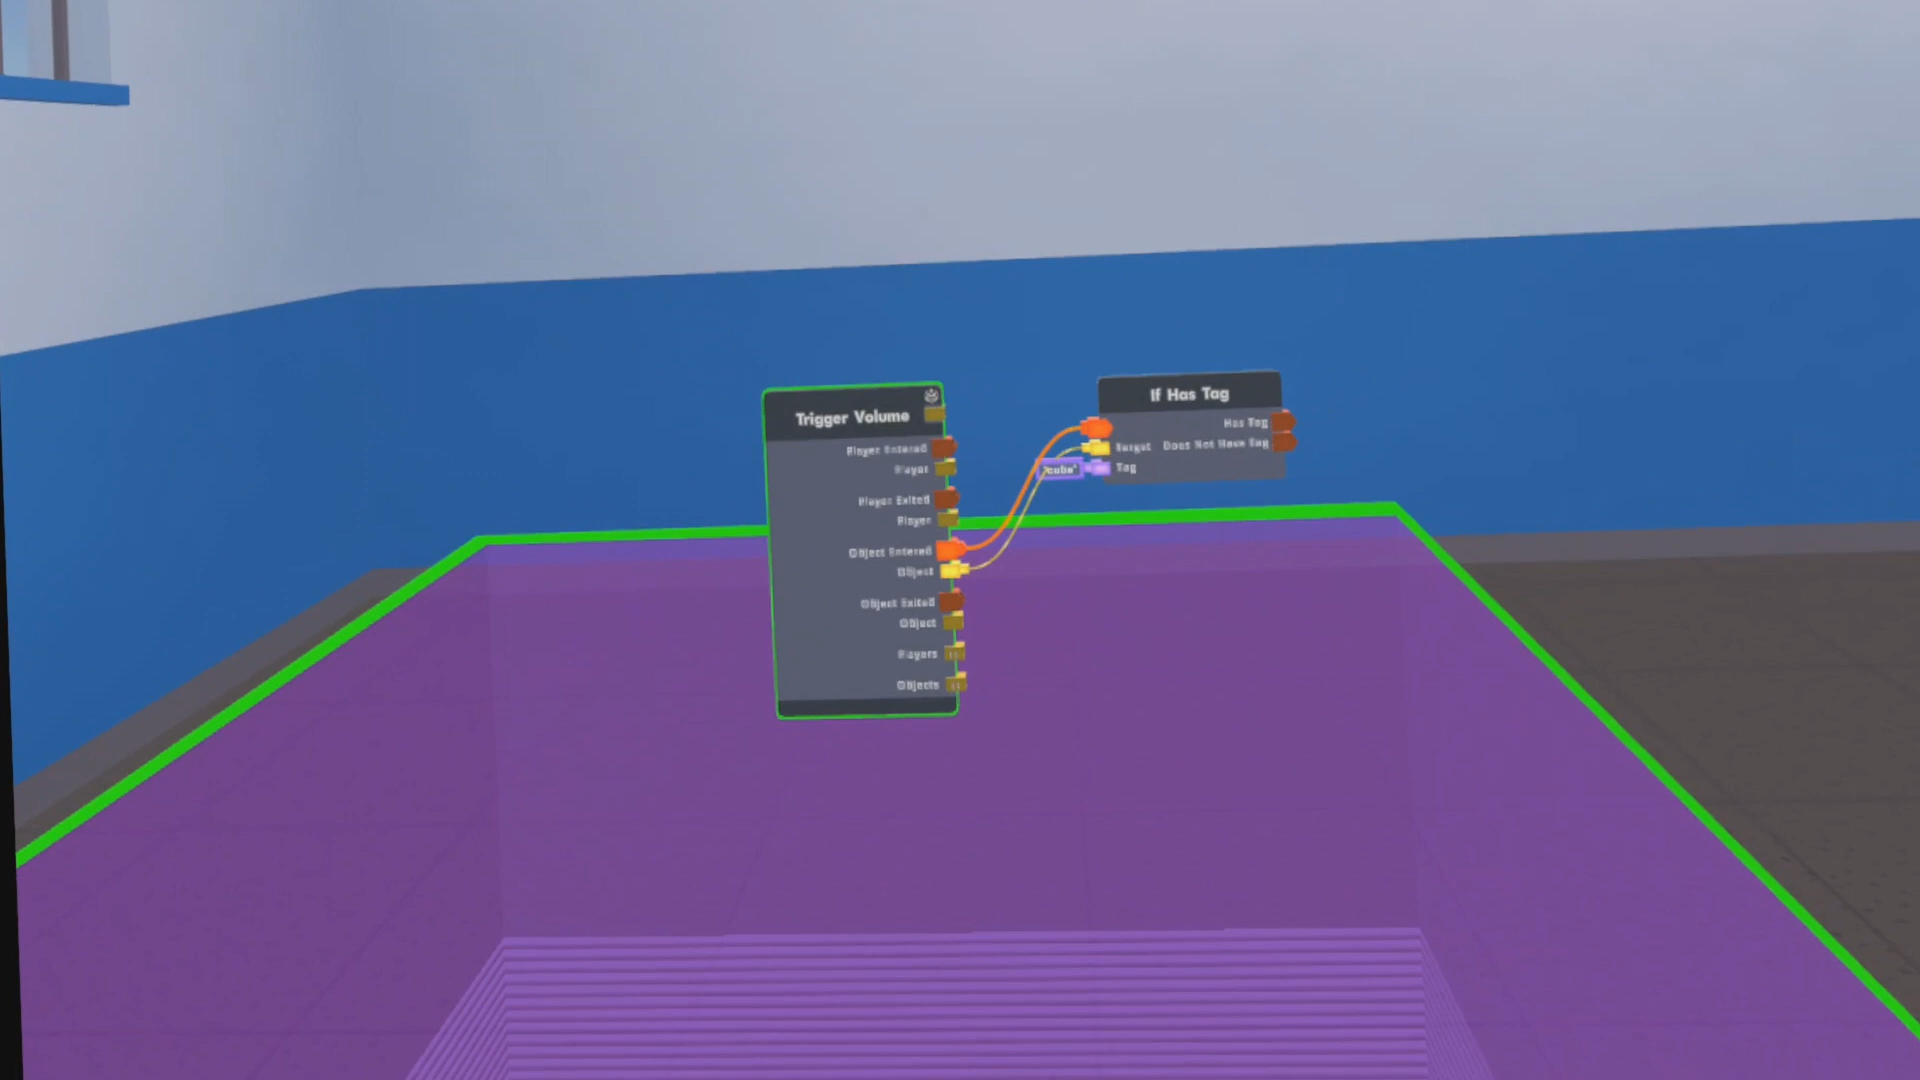 Trigger Volume
Player Entered
Player
Player Exited
Player
Object Entered
Object
Object Exited
Object
Players
Objects
If Has Tag
Has Tag
Target
Does Not Have Tag
"cube"
Tag